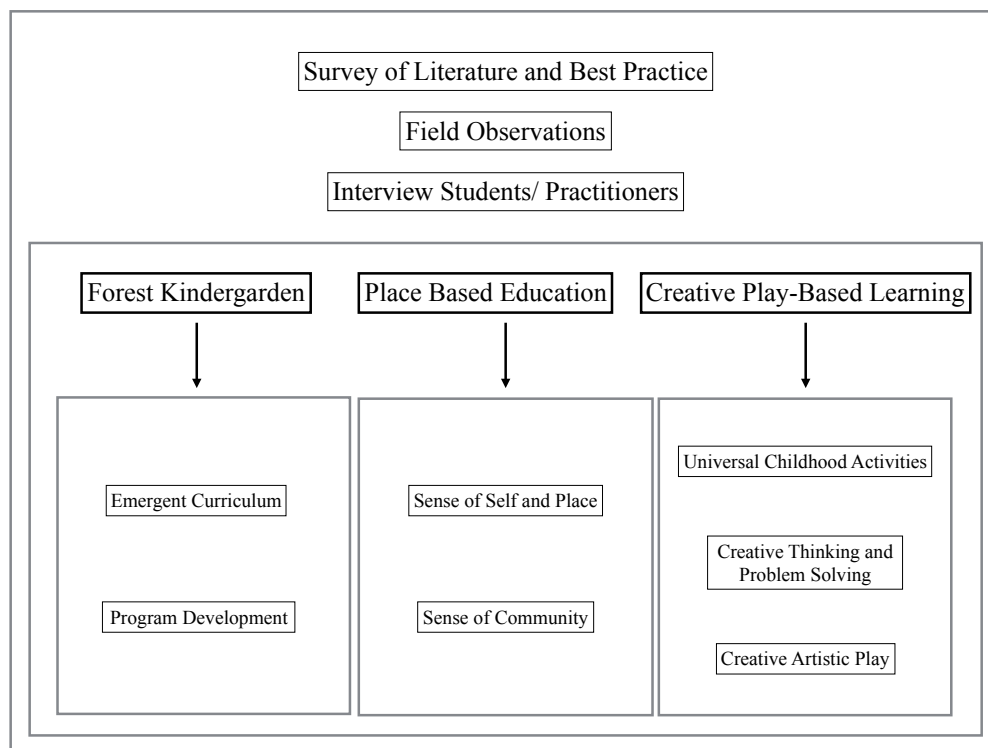 Survey of Literature and Best Practice
Field Observations
Interview Students/ Practitioners
Forest Kindergarden
Place Based Education
Creative Play-Based Learning
Emergent Curriculum
Program Development
Sense of Self and Place
Sense of Community
Universal Childhood Activities
Creative Thinking and
Problem Solving
Creative Artistic Play